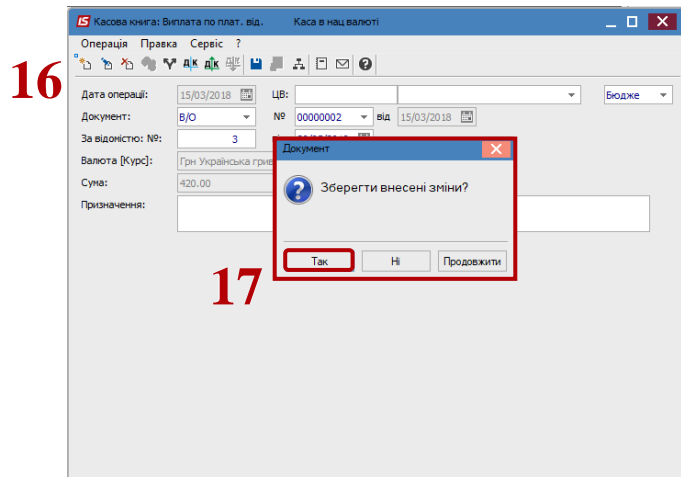 Касова книга: Виплата по плат. від. Каса в нац валюті
Операція Правка Сервіс ?
16
Дата операції: 15/03/2018 ЦВ: Бюдже
Документ: В/О № 00000002 від 15/03/2018
За відомістю: №: 3
Валюта [Курс]: Грн Українська грив
Сума: 420.00
Призначення:
Документ
Зберегти внесені зміни?
Так Ні Продовжити
17